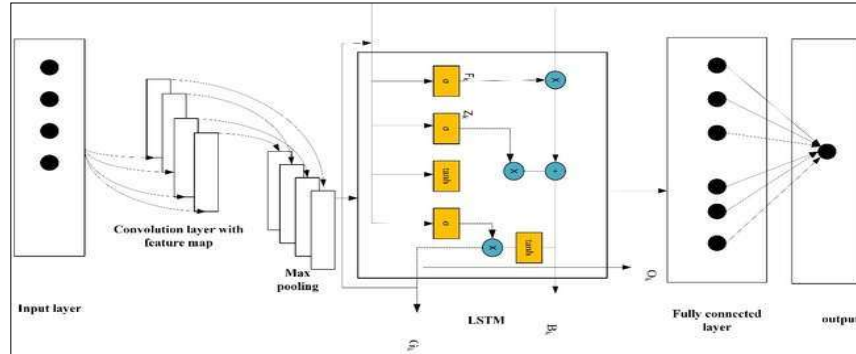 Input layer
Convolution layer with
feature map
Max
pooling
σ
F
σ
Z
X
X
+
tanh
σ
X
tanh
LSTM
G
B
O
Fully connected
layer
output